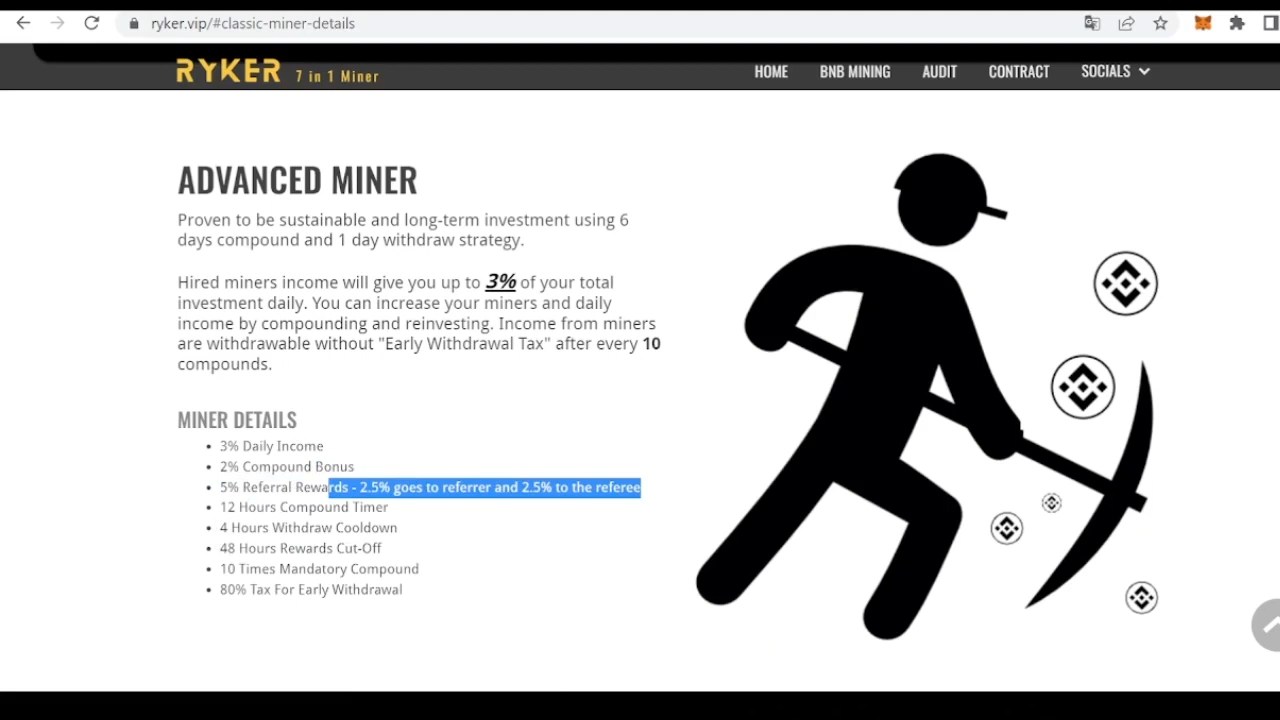 ryker.vip/#classic-miner-details
RYKER 7 in 1 Miner HOME BNB MINING AUDIT CONTRACT SOCIALS
ADVANCED MINER
Proven to be sustainable and long-term investment using 6
days compound and 1 day withdraw strategy.
Hired miners income will give you up to 3% of your total
investment daily. You can increase your miners and daily
income by compounding and reinvesting. Income from miners
are withdrawable without "Early Withdrawal Tax" after every 10
compounds.
MINER DETAILS
• 3% Daily Income
• 2% Compound Bonus
• 5% Referral Rewards - 2.5% goes to referrer and 2.5% to the referee
• 12 Hours Compound Timer
• 4 Hours Withdraw Cooldown
• 48 Hours Rewards Cut-Off
• 10 Times Mandatory Compound
• 80% Tax For Early Withdrawal